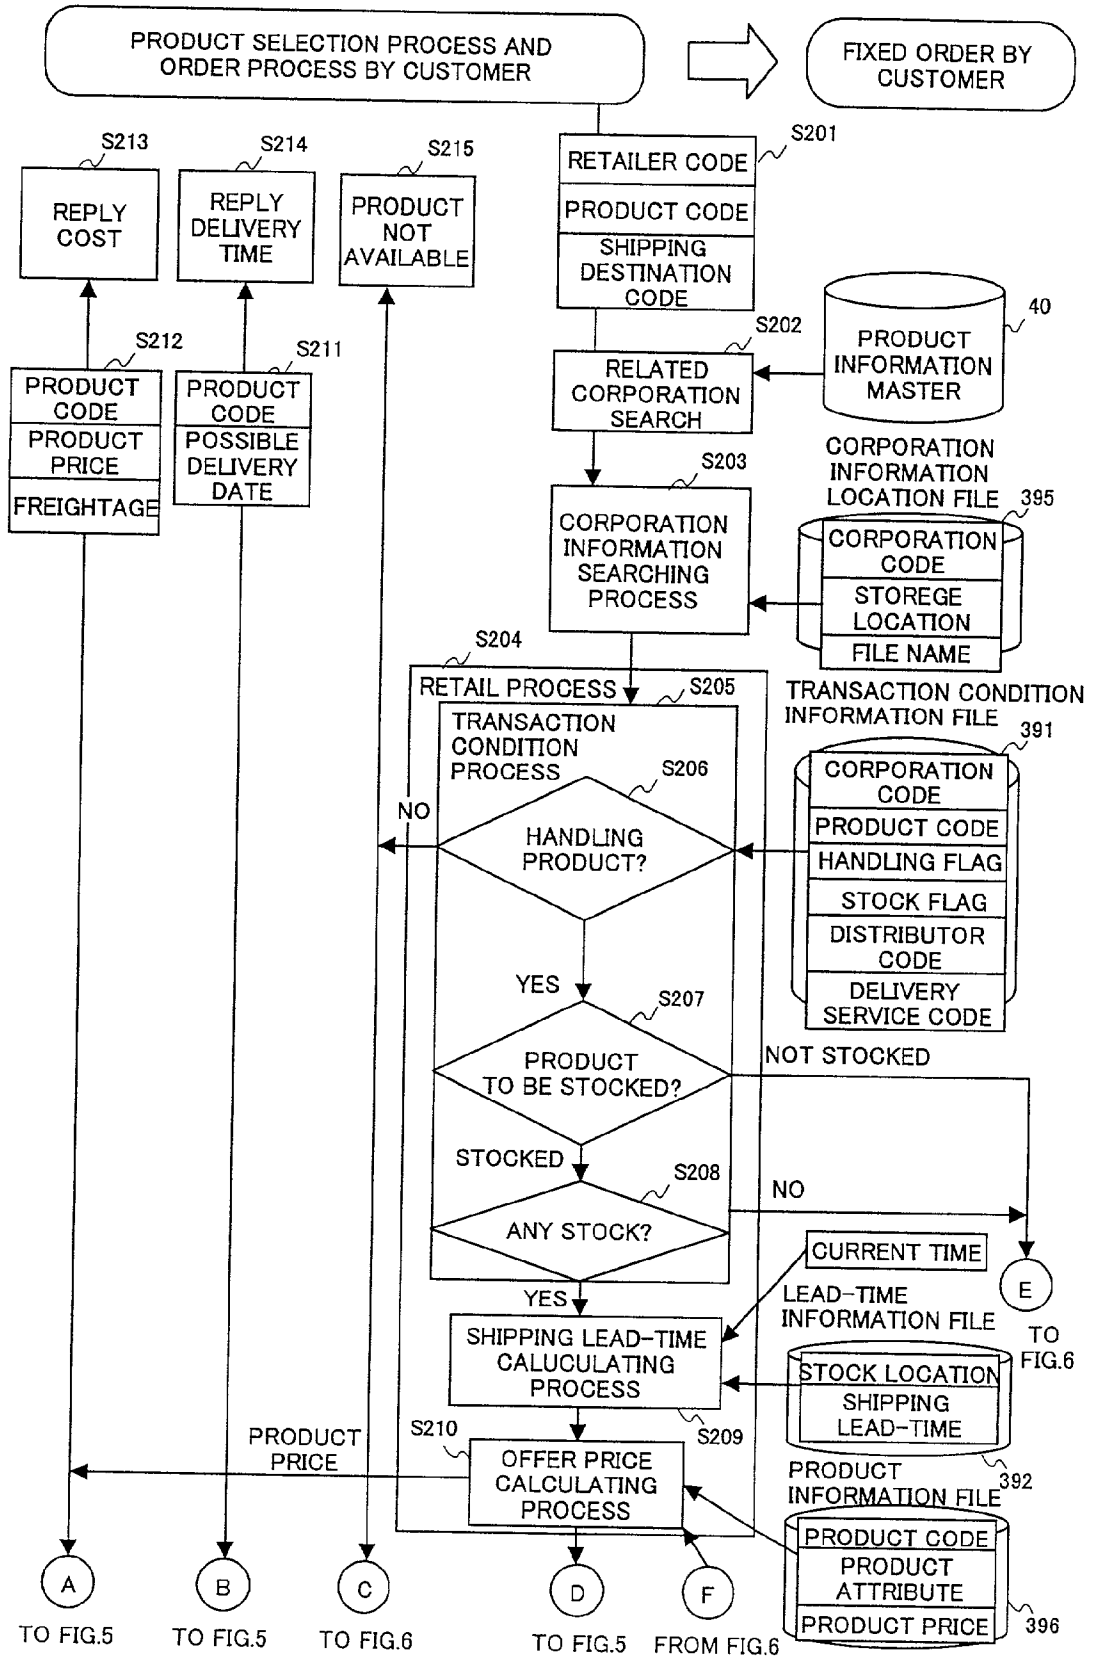 PRODUCT SELECTION PROCESS AND
ORDER PROCESS BY CUSTOMER
FIXED ORDER BY
CUSTOMER
S213
REPLY
COST
S214
REPLY
DELIVERY
TIME
S215
PRODUCT
NOT
AVAILABLE
S201
RETAILER CODE
PRODUCT CODE
SHIPPING
DESTINATION
CODE
S202
RELATED
CORPORATION
SEARCH
40
PRODUCT
INFORMATION
MASTER
S212
PRODUCT
CODE
PRODUCT
PRICE
FREIGHTAGE
S211
PRODUCT
CODE
POSSIBLE
DELIVERY
DATE
S203
CORPORATION
INFORMATION
SEARCHING
PROCESS
CORPORATION
INFORMATION
LOCATION FILE
395
CORPORATION
CODE
STOREGE
LOCATION
FILE NAME
S204
RETAIL PROCESS
S205
TRANSACTION
CONDITION
PROCESS
S206
HANDLING
PRODUCT?
NO
YES
TRANSACTION CONDITION
INFORMATION FILE
391
CORPORATION
CODE
PRODUCT CODE
HANDLING FLAG
STOCK FLAG
DISTRIBUTOR
CODE
DELIVERY
SERVICE CODE
S207
PRODUCT
TO BE STOCKED?
NOT STOCKED
STOCKED
S208
ANY STOCK?
NO
YES
CURRENT TIME
E
TO
FIG.6
LEAD-TIME
INFORMATION FILE
STOCK LOCATION
SHIPPING
LEAD-TIME
392
SHIPPING LEAD-TIME
CALUCULATING
PROCESS
S209
S210
OFFER PRICE
CALCULATING
PROCESS
PRODUCT
PRICE
PRODUCT
INFORMATION FILE
PRODUCT CODE
PRODUCT
ATTRIBUTE
PRODUCT PRICE
396
A
TO FIG.5
B
TO FIG.5
C
TO FIG.6
D
TO FIG.5
F
FROM FIG.6